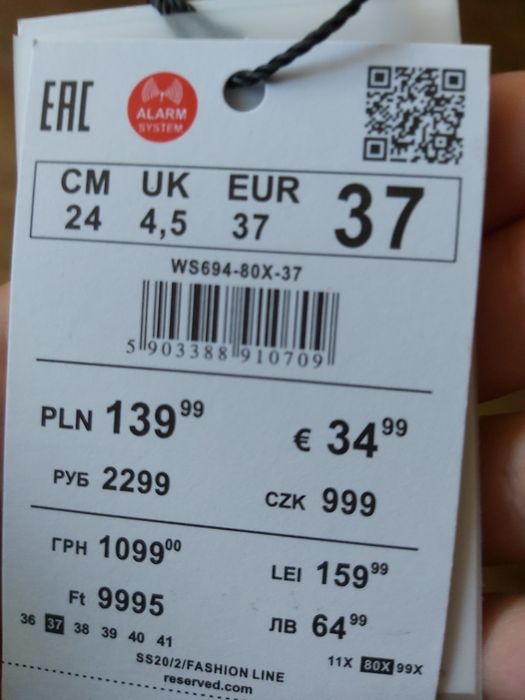 EAC
ALARM
SYSTEM
CM UK EUR 37
24 4,5 37
WS694-80X-37
5 903388 910709
PLN 139 99
€ 34 99
РУБ 2299
CZK 999
ГРН 1099 00
LEI 159 99
Ft 9995
ЛВ 64 99
36 37 38 39 40 41
11X 80X 99X
SS20/2/FASHION LINE
reserved.com